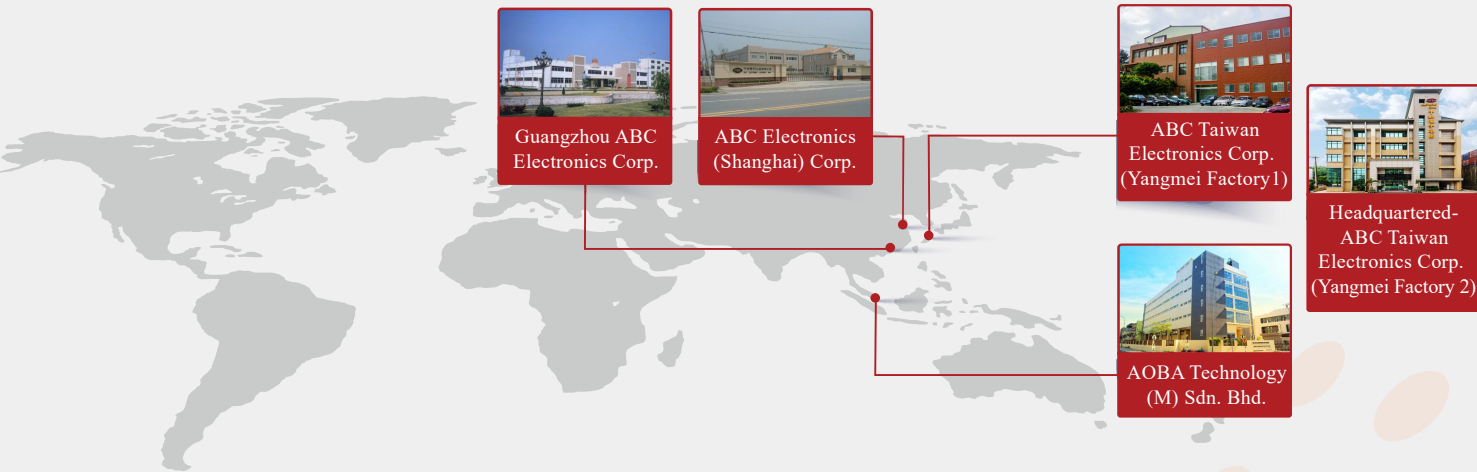 Guangzhou ABC
Electronics Corp.
ABC Electronics
(Shanghai) Corp.
ABC Taiwan
Electronics Corp.
(Yangmei Factory1)
Headquartered-
ABC Taiwan
Electronics Corp.
(Yangmei Factory 2)
AOBA Technology
(M) Sdn. Bhd.